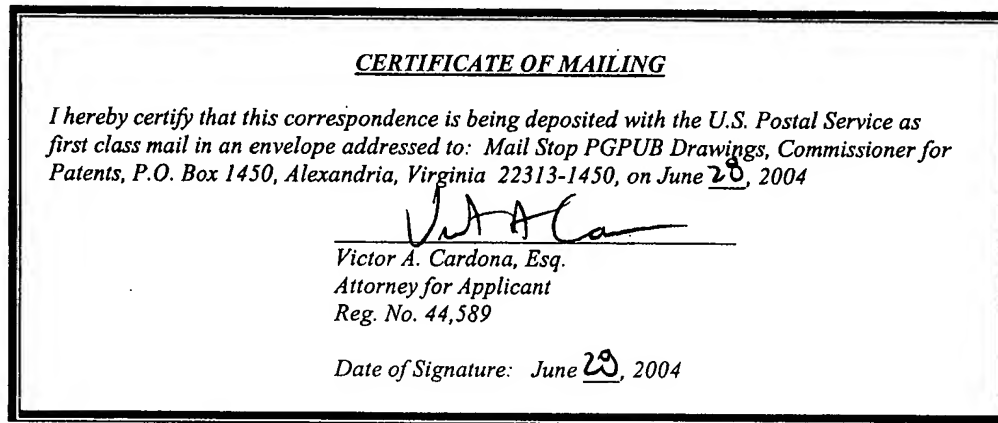 CERTIFICATE OF MAILING
I hereby certify that this correspondence is being deposited with the U.S. Postal Service as
first class mail in an envelope addressed to: Mail Stop PGPUB Drawings, Commissioner for
Patents, P.O. Box 1450, Alexandria, Virginia 22313-1450, on June 28, 2004
Victor A. Cardona, Esq.
Attorney for Applicant
Reg. No. 44,589
Date of Signature: June , 2004